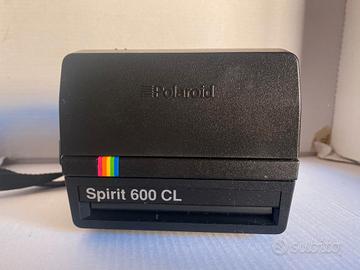 Polaroid
Spirit 600 CL
subito